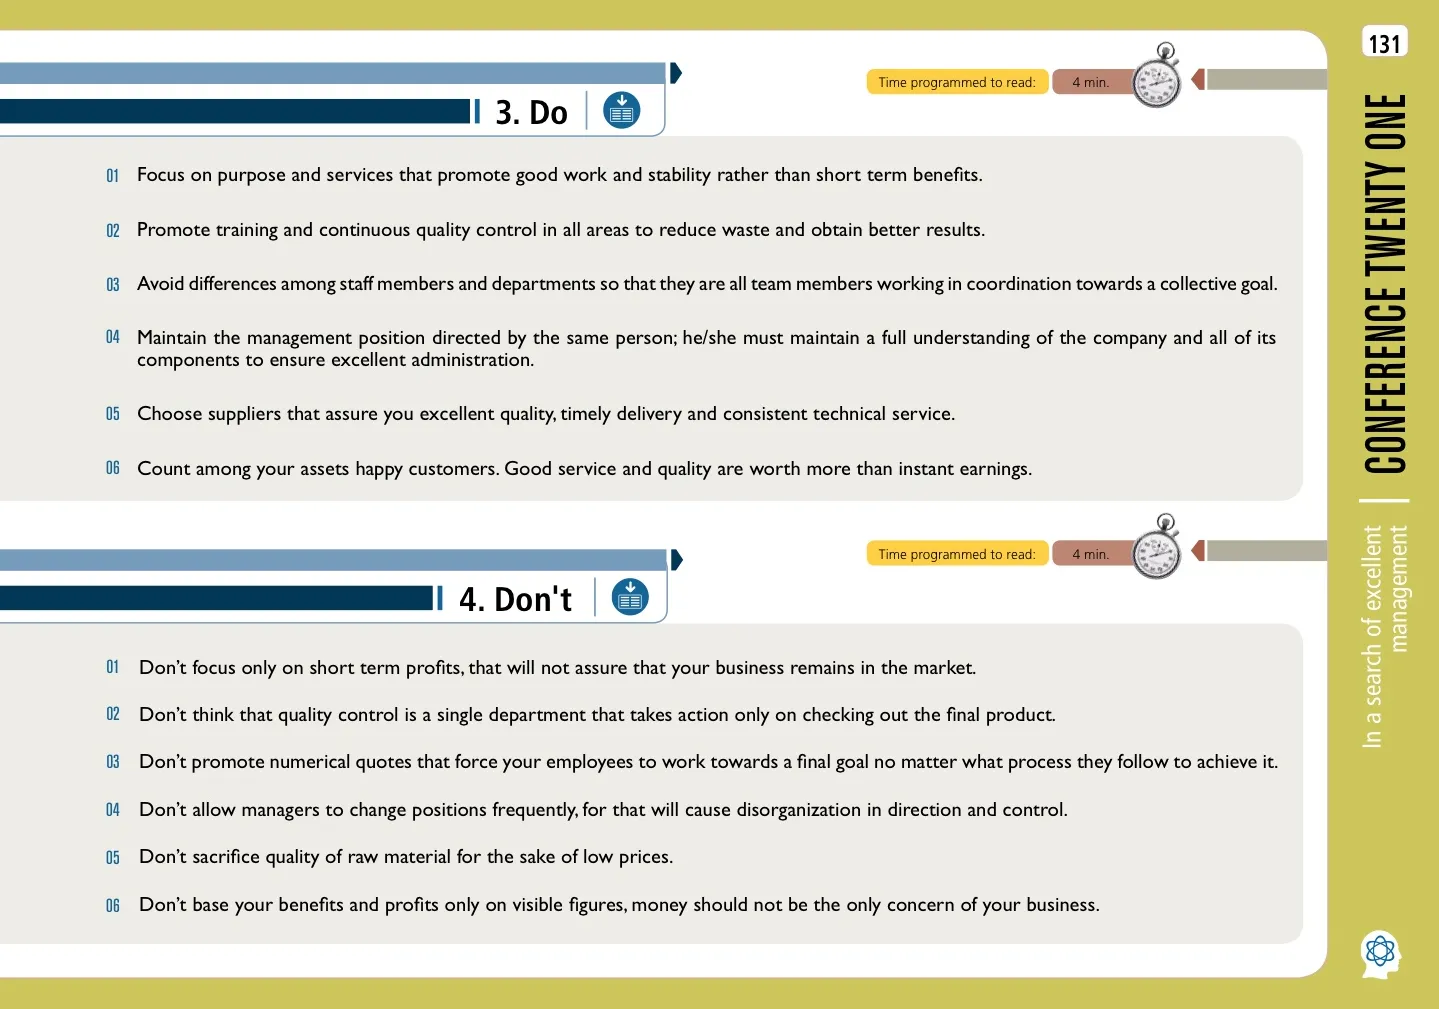 131
3. Do
Time programmed to read:
4 min.
01 Focus on purpose and services that promote good work and stability rather than short term benefits.
02 Promote training and continuous quality control in all areas to reduce waste and obtain better results.
03 Avoid differences among staff members and departments so that they are all team members working in coordination towards a collective goal.
04 Maintain the management position directed by the same person; he/she must maintain a full understanding of the company and all of its
components to ensure excellent administration.
05 Choose suppliers that assure you excellent quality, timely delivery and consistent technical service.
06 Count among your assets happy customers. Good service and quality are worth more than instant earnings.
4. Don't
Time programmed to read:
4 min.
01 Don’t focus only on short term profits, that will not assure that your business remains in the market.
02 Don’t think that quality control is a single department that takes action only on checking out the final product.
03 Don’t promote numerical quotes that force your employees to work towards a final goal no matter what process they follow to achieve it.
04 Don’t allow managers to change positions frequently, for that will cause disorganization in direction and control.
05 Don’t sacrifice quality of raw material for the sake of low prices.
06 Don’t base your benefits and profits only on visible figures, money should not be the only concern of your business.
CONFERENCE TWENTY ONE
In a search of excellent
management